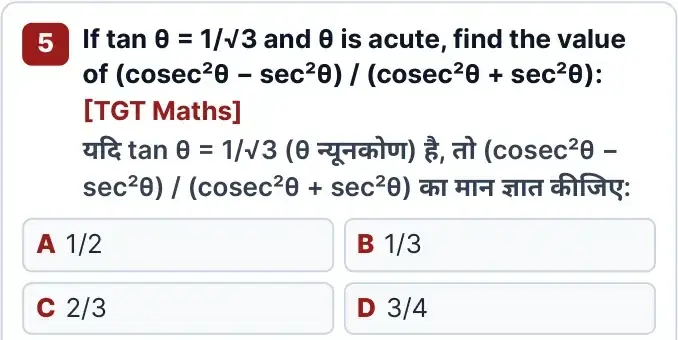 5 If tan θ = 1/√3 and θ is acute, find the value
of (cosec²θ − sec²θ) / (cosec²θ + sec²θ):
[TGT Maths]
यदि tan θ = 1/√3 (θ न्यूनकोण) है, तो (cosec²θ −
sec²θ) / (cosec²θ + sec²θ) का मान ज्ञात कीजिए:
A 1/2
B 1/3
C 2/3
D 3/4